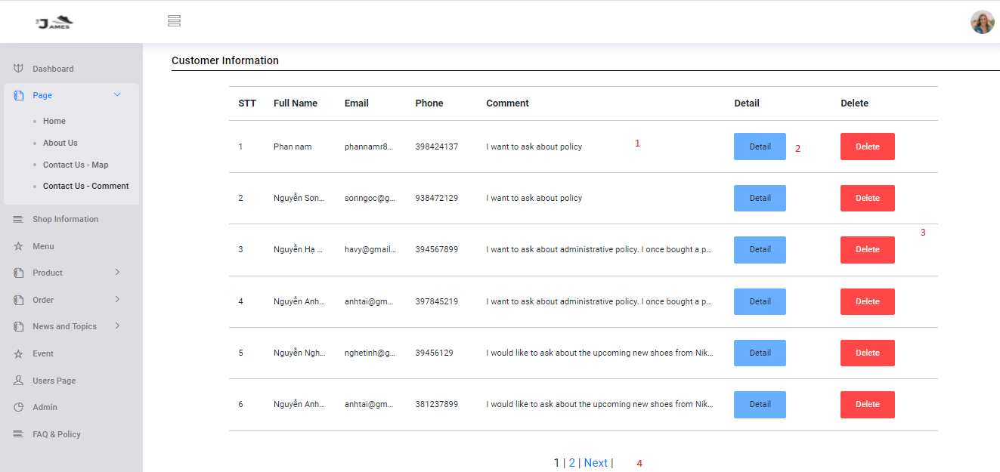 JAMES
Customer Information
Dashboard
Page
Home
About Us
Contact Us - Map
Contact Us - Comment
Shop Information
Menu
Product
Order
News and Topics
Event
Users Page
Admin
FAQ & Policy
STT Full Name Email Phone Comment Detail Delete
1 Phan nam phannamr8... 398424137 I want to ask about policy 1 Detail 2 Delete
2 Nguyễn Sơn... sonngoc@g... 938472129 I want to ask about policy Detail Delete
3
3 Nguyễn Hạ ... havy@gmail... 394567899 I want to ask about administrative policy. I once bought a p... Detail Delete
4 Nguyễn Anh... anhtai@gm... 397845219 I want to ask about administrative policy. I once bought a p... Detail Delete
5 Nguyễn Ngh... nghetinh@g... 39456129 I would like to ask about the upcoming new shoes from Nik... Detail Delete
6 Nguyễn Anh... anhtai@gm... 381237899 I would like to ask about the upcoming new shoes from Nik... Detail Delete
1 | 2 | Next | 4